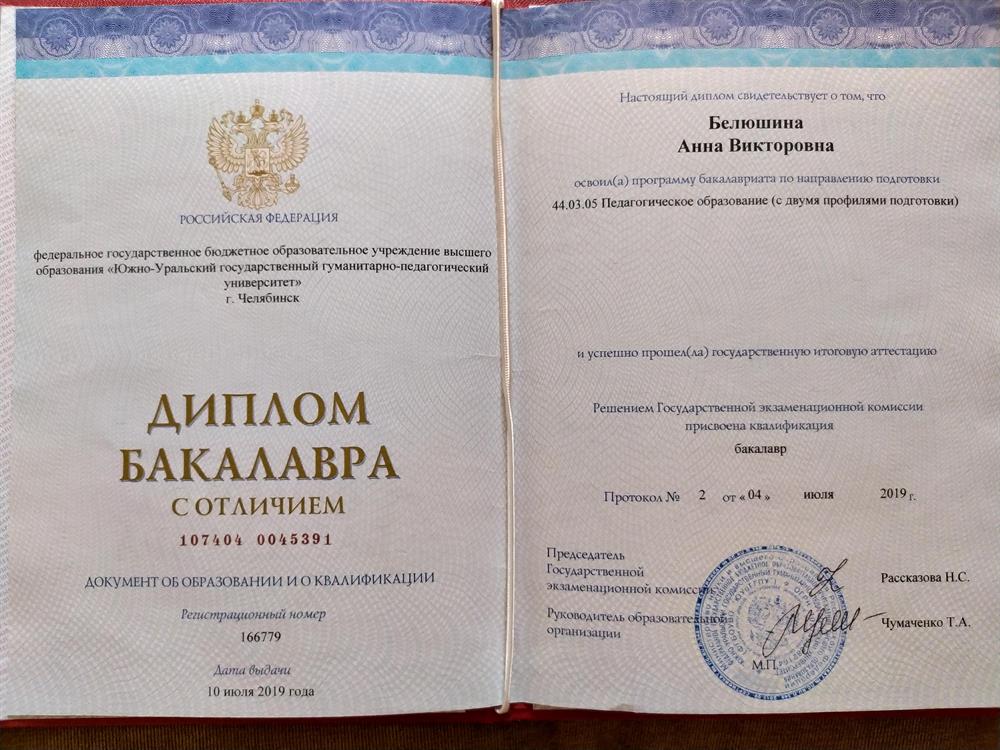 РОССИЙСКАЯ ФЕДЕРАЦИЯ
федеральное государственное бюджетное образовательное учреждение высшего
образования «Южно-Уральский государственный гуманитарно-педагогический
университет»
г. Челябинск
ДИПЛОМ
БАКАЛАВРА
С ОТЛИЧИЕМ
107404 0045391
ДОКУМЕНТ ОБ ОБРАЗОВАНИИ И О КВАЛИФИКАЦИИ
Регистрационный номер
166779
Дата выдачи
10 июля 2019 года
Настоящий диплом свидетельствует о том, что
Белюшина
Анна Викторовна
освоил(а) программу бакалавриата по направлению подготовки
44.03.05 Педагогическое образование (с двумя профилями подготовки)
и успешно прошел(ла) государственную итоговую аттестацию
Решением Государственной экзаменационной комиссии
присвоена квалификация
бакалавр
Протокол № 2 от « 04 » июля 2019 г.
Председатель
Государственной
экзаменационной комиссии
Рассказова Н.С.
Руководитель образовательной
организации
Чумаченко Т.А.
М.П.